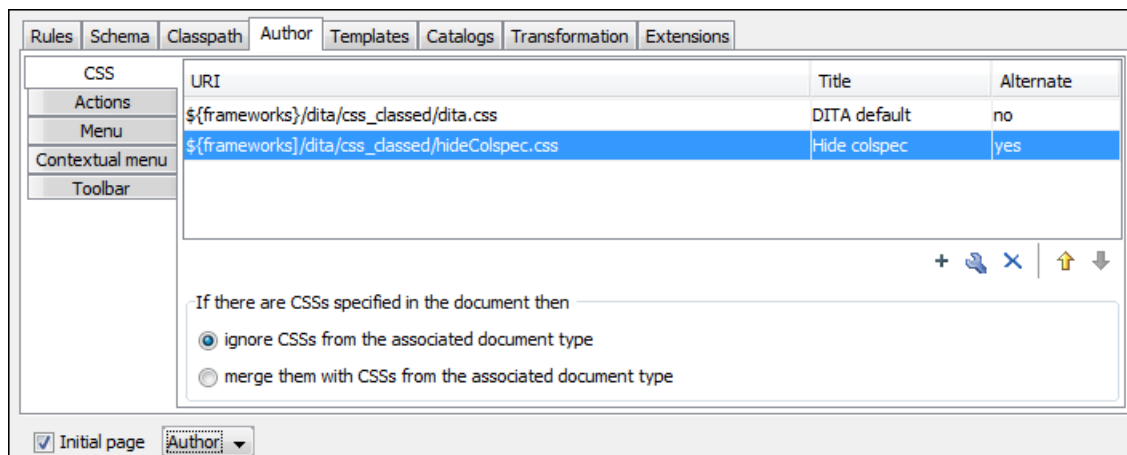 Rules Schema Classpath Author Templates Catalogs Transformation Extensions
CSS
Actions
Menu
Contextual menu
Toolbar
URI Title Alternate
${frameworks}/dita/css_classed/dita.css DITA default no
${frameworks]/dita/css_classed/hideColspec.css Hide colspec yes
If there are CSSs specified in the document then
ignore CSSs from the associated document type
merge them with CSSs from the associated document type
Initial page Author